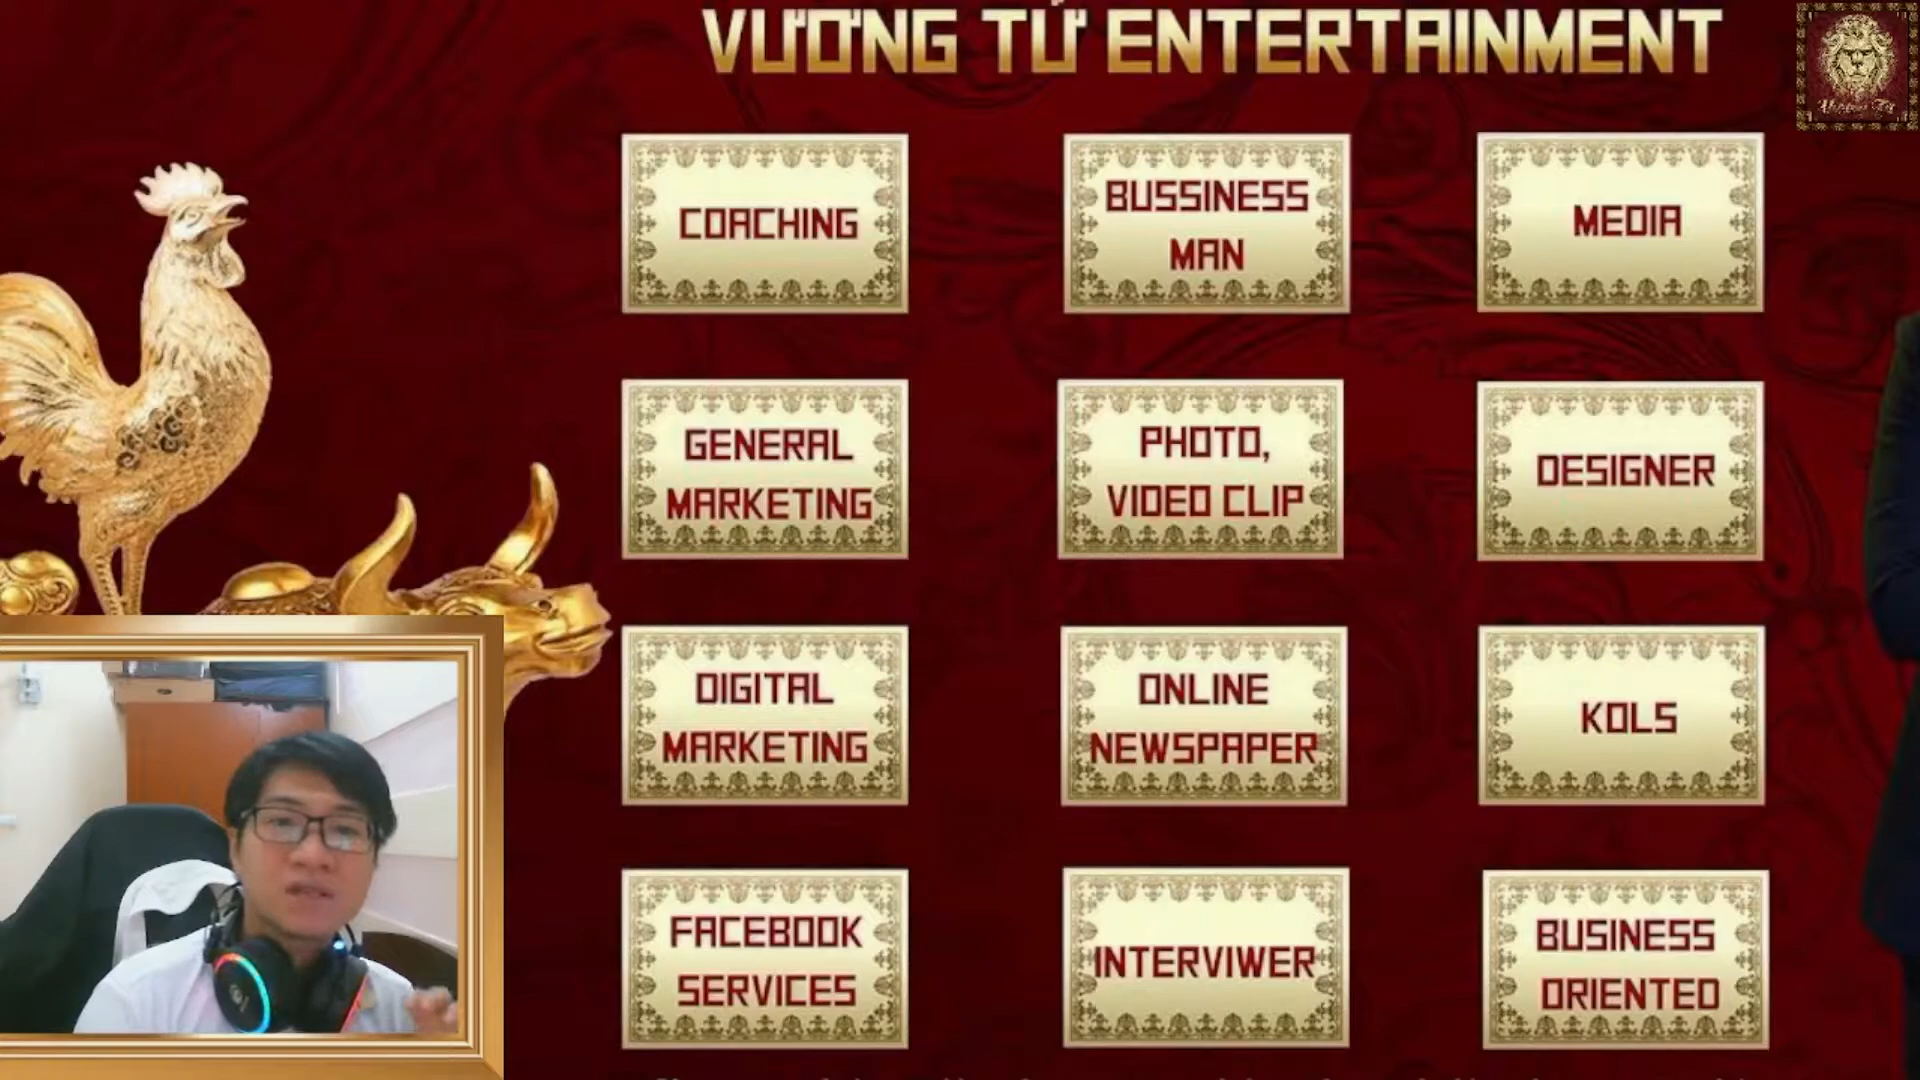 VƯƠNG TỬ ENTERTAINMENT
COACHING
BUSSINESS
MAN
MEDIA
GENERAL
MARKETING
PHOTO,
VIDEO CLIP
DESIGNER
DIGITAL
MARKETING
ONLINE
NEWSPAPER
KOLS
FACEBOOK
SERVICES
INTERVIWER
BUSINESS
ORIENTED